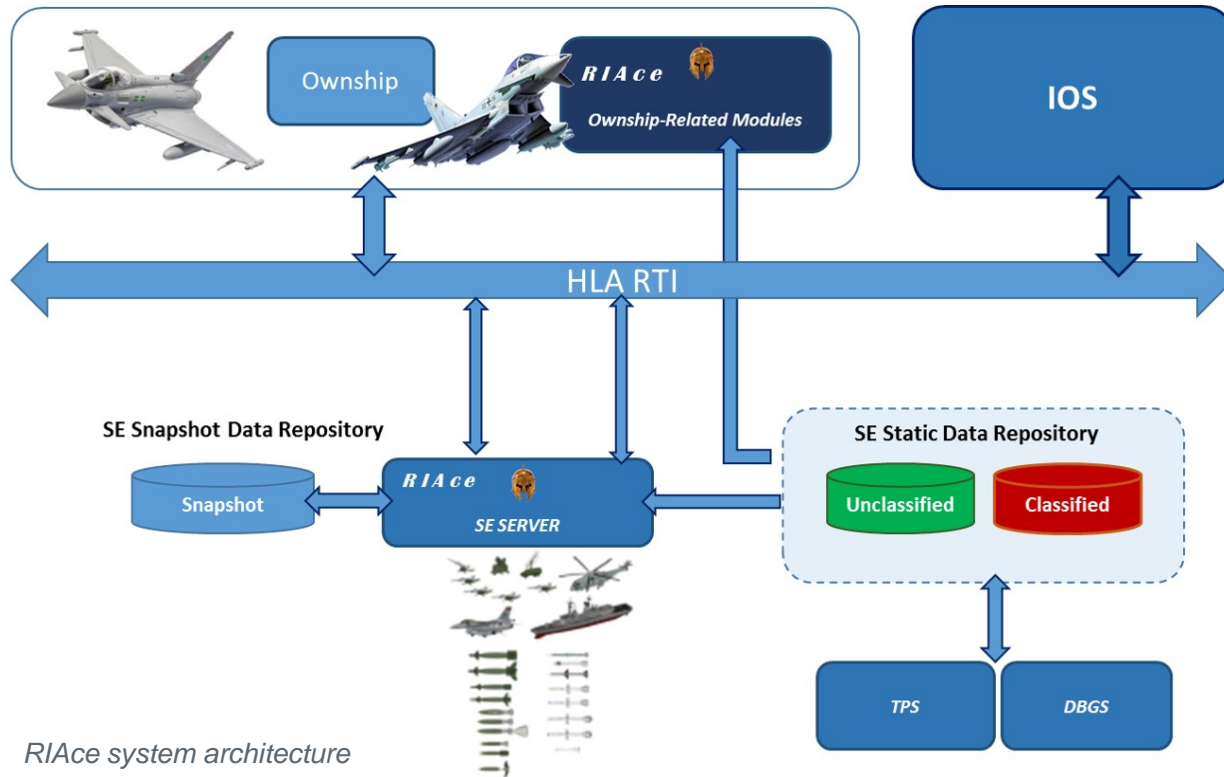 Ownship
RIAce
Ownship-Related Modules
IOS
HLA RTI
SE Snapshot Data Repository
Snapshot
RIAce
SE SERVER
SE Static Data Repository
Unclassified
Classified
TPS
DBGS
RIAce system architecture